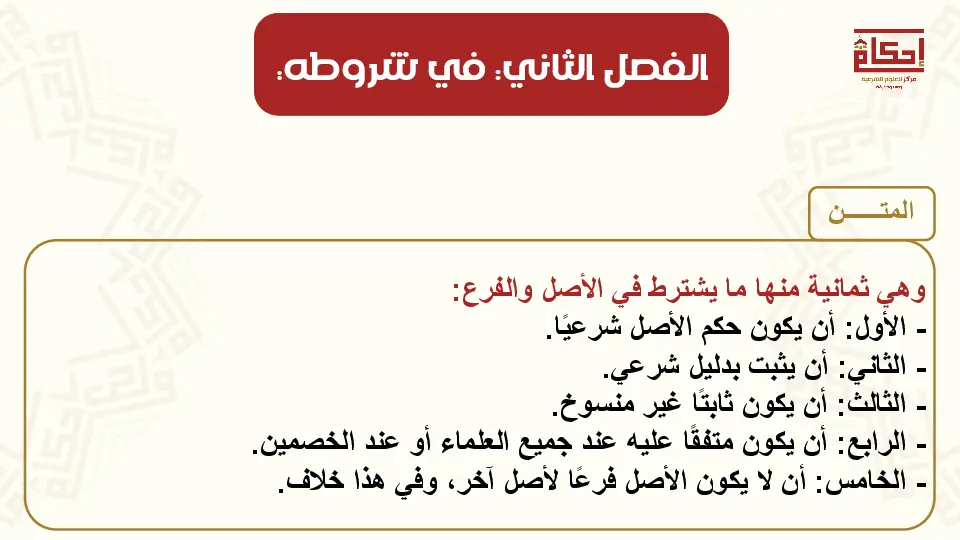 الفصل الثاني: في شروطه:
إحكام
مركز للعلوم الشرعية
المتـــــن
وهي ثمانية منها ما يشترط في الأصل والفرع:
- الأول: أن يكون حكم الأصل شرعيًا.
- الثاني: أن يثبت بدليل شرعي.
- الثالث: أن يكون ثابتًا غير منسوخ.
- الرابع: أن يكون متفقًا عليه عند جميع العلماء أو عند الخصمين.
- الخامس: أن لا يكون الأصل فرعًا لأصل آخر، وفي هذا خلاف.